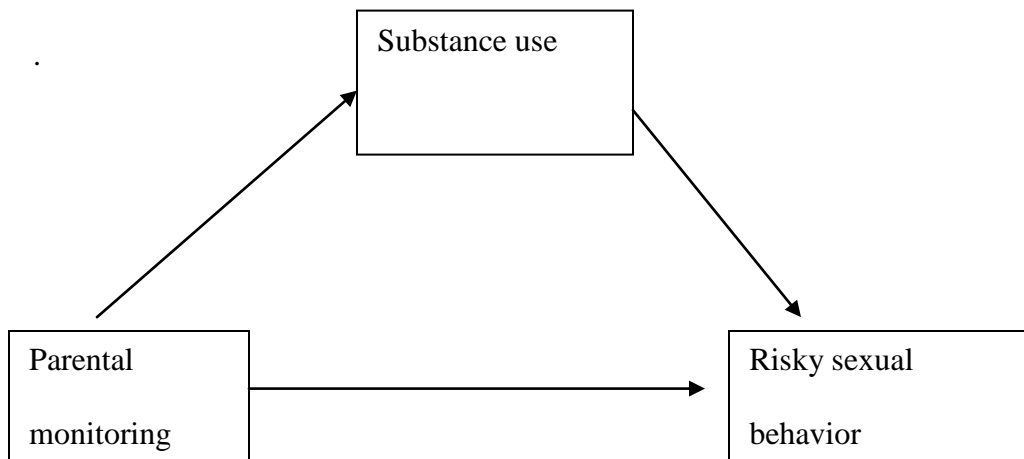 Substance use
.
Parental
monitoring
Risky sexual
behavior